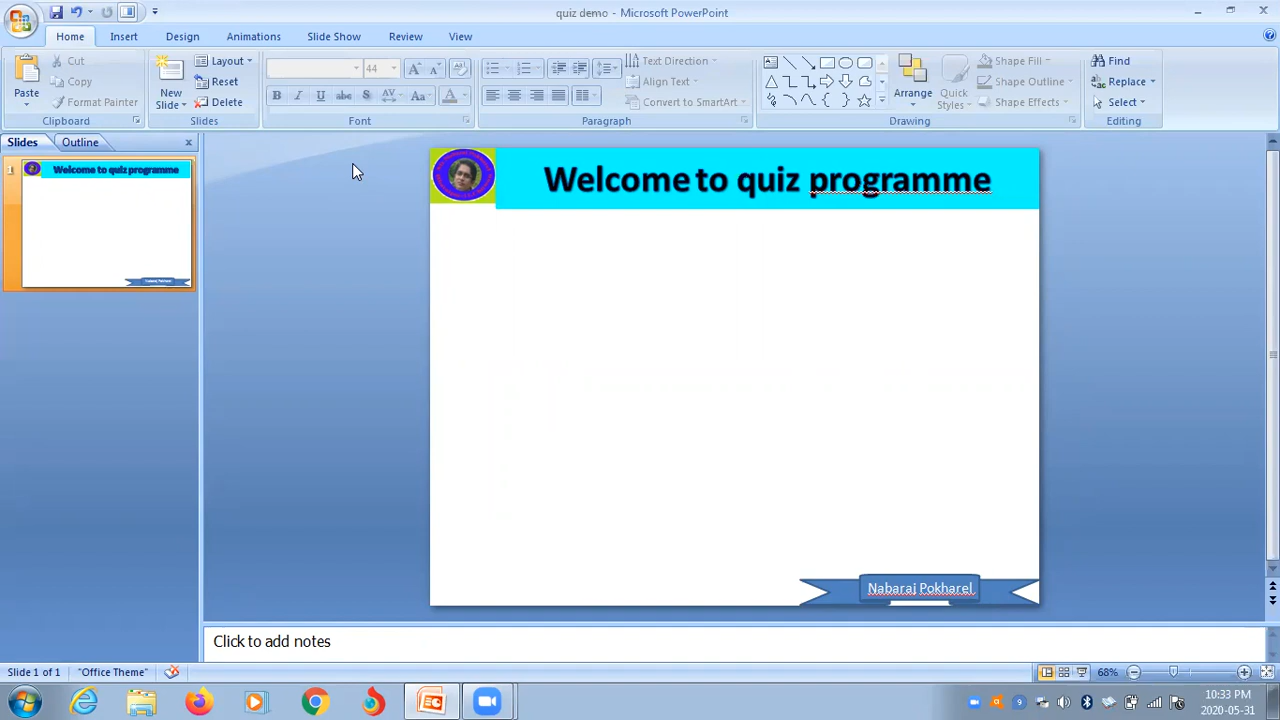 quiz demo - Microsoft PowerPoint
Home Insert Design Animations Slide Show Review View
Cut
Copy
Format Painter
Paste
Clipboard
New
Slide
Layout
Reset
Delete
Slides
44
Font
Text Direction
Align Text
Convert to SmartArt
Paragraph
Arrange
Quick
Styles
Shape Fill
Shape Outline
Shape Effects
Drawing
Find
Replace
Select
Editing
Slides Outline
1
Welcome to quiz programme
Welcome to quiz programme
Nabaraj Pokharel
Click to add notes
Slide 1 of 1 "Office Theme" 68%
10:33 PM
2020-05-31